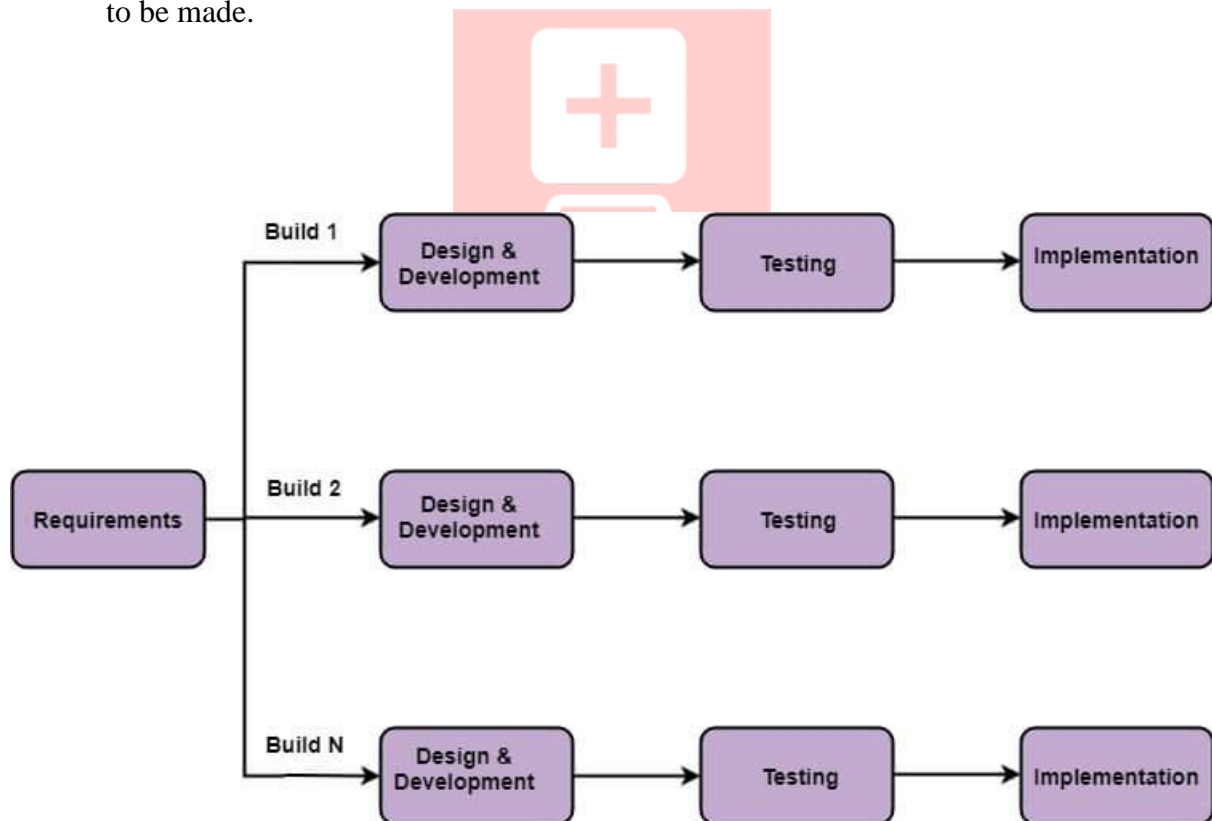 to be made.
Build 1
Design &
Development
Testing
Implementation
Requirements
Build 2
Design &
Development
Testing
Implementation
Build N
Design &
Development
Testing
Implementation